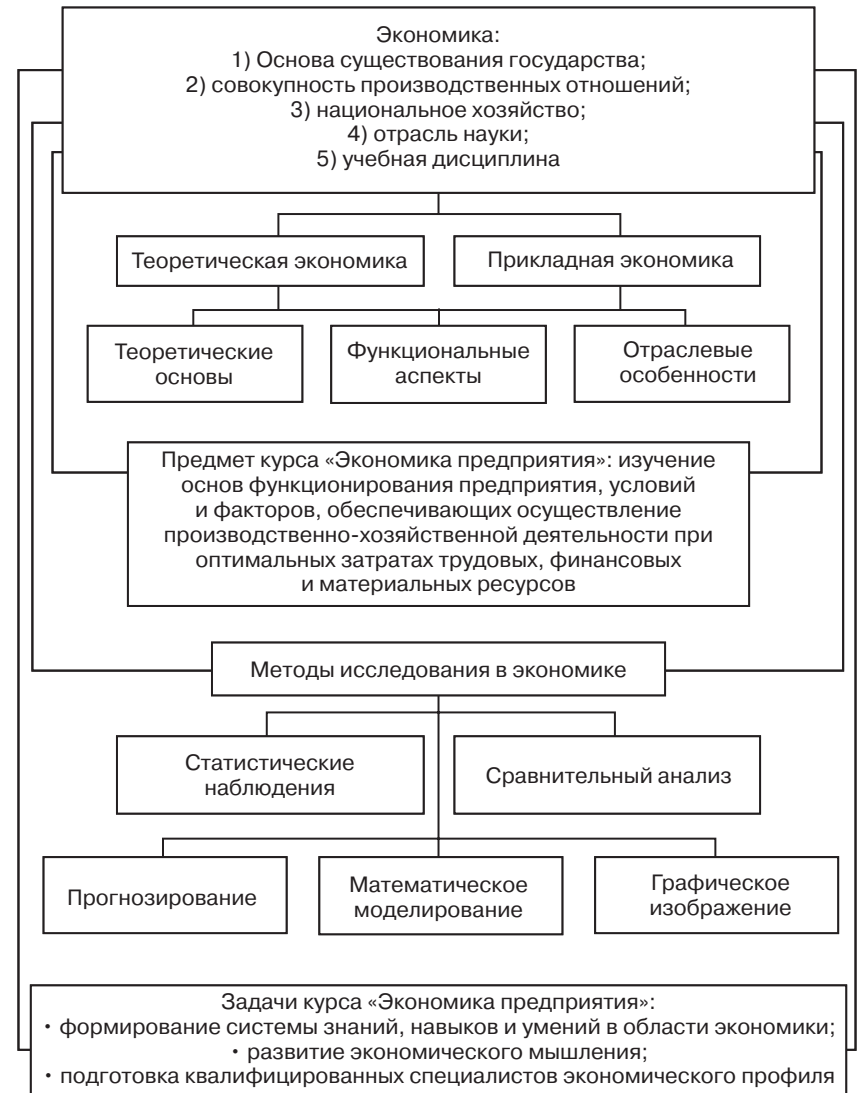 Экономика:
1) Основа существования государства;
2) совокупность производственных отношений;
3) национальное хозяйство;
4) отрасль науки;
5) учебная дисциплина
Теоретическая экономика
Прикладная экономика
Теоретические
основы
Функциональные
аспекты
Отраслевые
особенности
Предмет курса «Экономика предприятия»: изучение
основ функционирования предприятия, условий
и факторов, обеспечивающих осуществление
производственно-хозяйственной деятельности при
оптимальных затратах трудовых, финансовых
и материальных ресурсов
Методы исследования в экономике
Статистические
наблюдения
Сравнительный анализ
Прогнозирование
Математическое
моделирование
Графическое
изображение
Задачи курса «Экономика предприятия»:
• формирование системы знаний, навыков и умений в области экономики;
• развитие экономического мышления;
• подготовка квалифицированных специалистов экономического профиля